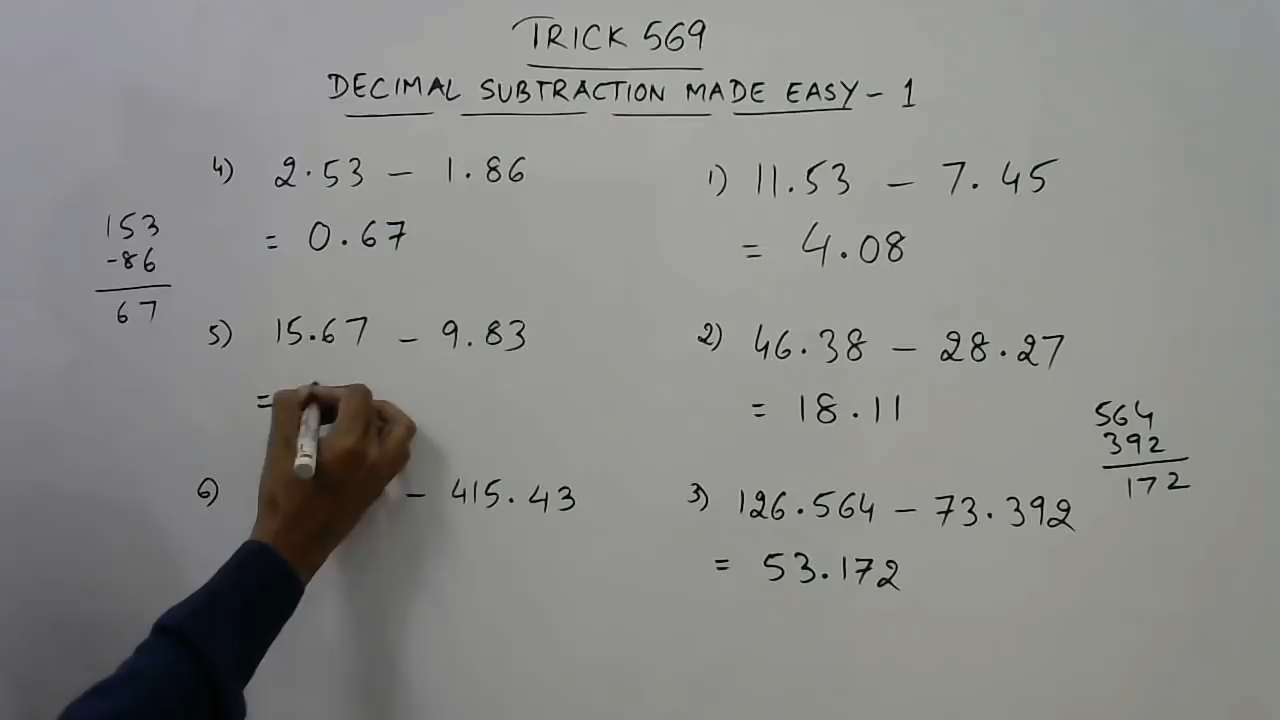 TRICK 569
DECIMAL SUBTRACTION MADE EASY - 1
4) 2.53 - 1.86
= 0.67
153
-86
67
5) 15.67 - 9.83
=
6) - 415.43
1) 11.53 - 7.45
= 4.08
2) 46.38 - 28.27
= 18.11
564
392
172
3) 126.564 - 73.392
= 53.172